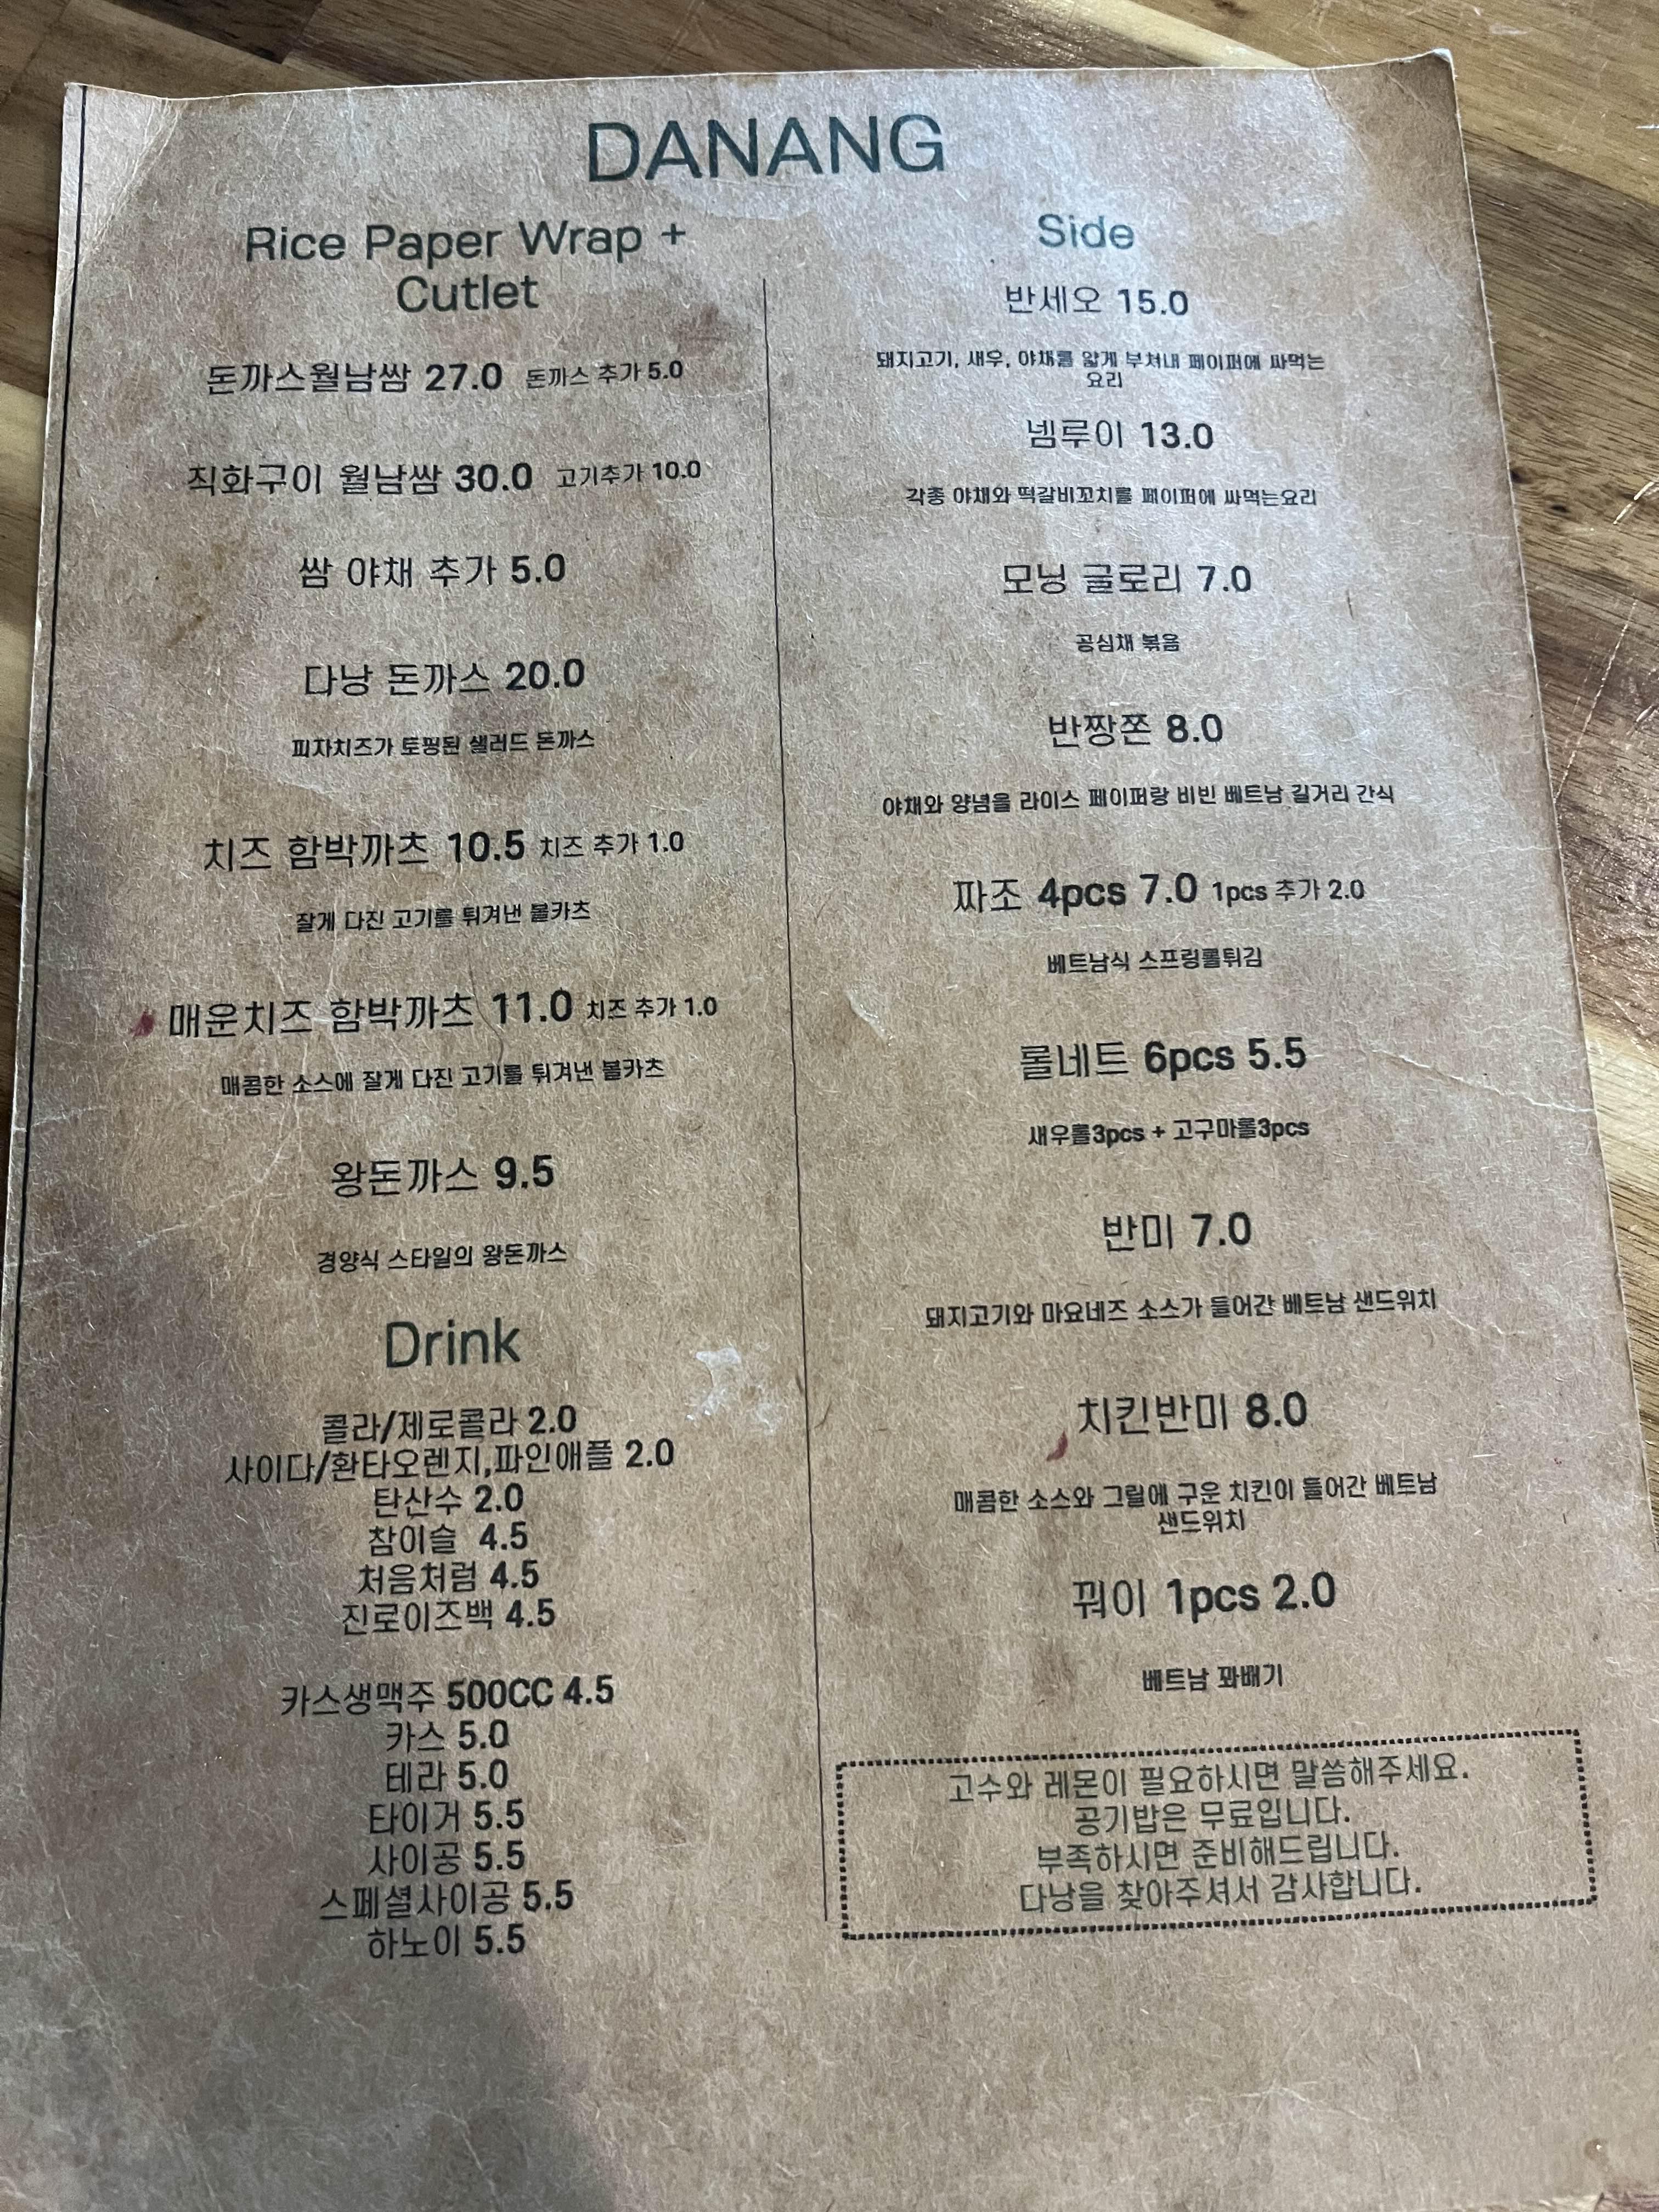 DANANG
Rice Paper Wrap +
Cutlet
돈까스월남쌈 27.0 돈까스 추가 5.0
직화구이 월남쌈 30.0 고기추가 10.0
쌈 야채 추가 5.0
다낭 돈까스 20.0
피자치즈가 토핑된 샐러드 돈까스
치즈 함박까츠 10.5 치즈 추가 1.0
잘게 다진 고기를 튀겨낸 볼카츠
매운치즈 함박까츠 11.0 치즈 추가 1.0
매콤한 소스에 잘게 다진 고기를 튀겨낸 볼카츠
왕돈까스 9.5
경양식 스타일의 왕돈까스
Drink
콜라/제로콜라 2.0
사이다/환타오렌지,파인애플 2.0
탄산수 2.0
참이슬 4.5
처음처럼 4.5
진로이즈백 4.5
카스생맥주 500CC 4.5
카스 5.0
테라 5.0
타이거 5.5
사이공 5.5
스페셜사이공 5.5
하노이 5.5
Side
반세오 15.0
돼지고기, 새우, 야채를 얇게 부쳐내 페이퍼에 싸먹는
요리
넴루이 13.0
각종 야채와 떡갈비꼬치를 페이퍼에 싸먹는요리
모닝 글로리 7.0
공심채 볶음
반짱쫀 8.0
야채와 양념을 라이스 페이퍼랑 비빈 베트남 길거리 간식
짜조 4pcs 7.0 1pcs 추가 2.0
베트남식 스프링롤튀김
롤네트 6pcs 5.5
새우롤3pcs + 고구마롤3pcs
반미 7.0
돼지고기와 마요네즈 소스가 들어간 베트남 샌드위치
치킨반미 8.0
매콤한 소스와 그릴에 구운 치킨이 들어간 베트남
샌드위치
꿔이 1pcs 2.0
베트남 꽈배기
고수와 레몬이 필요하시면 말씀해주세요.
공기밥은 무료입니다.
부족하시면 준비해드립니다.
다낭을 찾아주셔서 감사합니다.